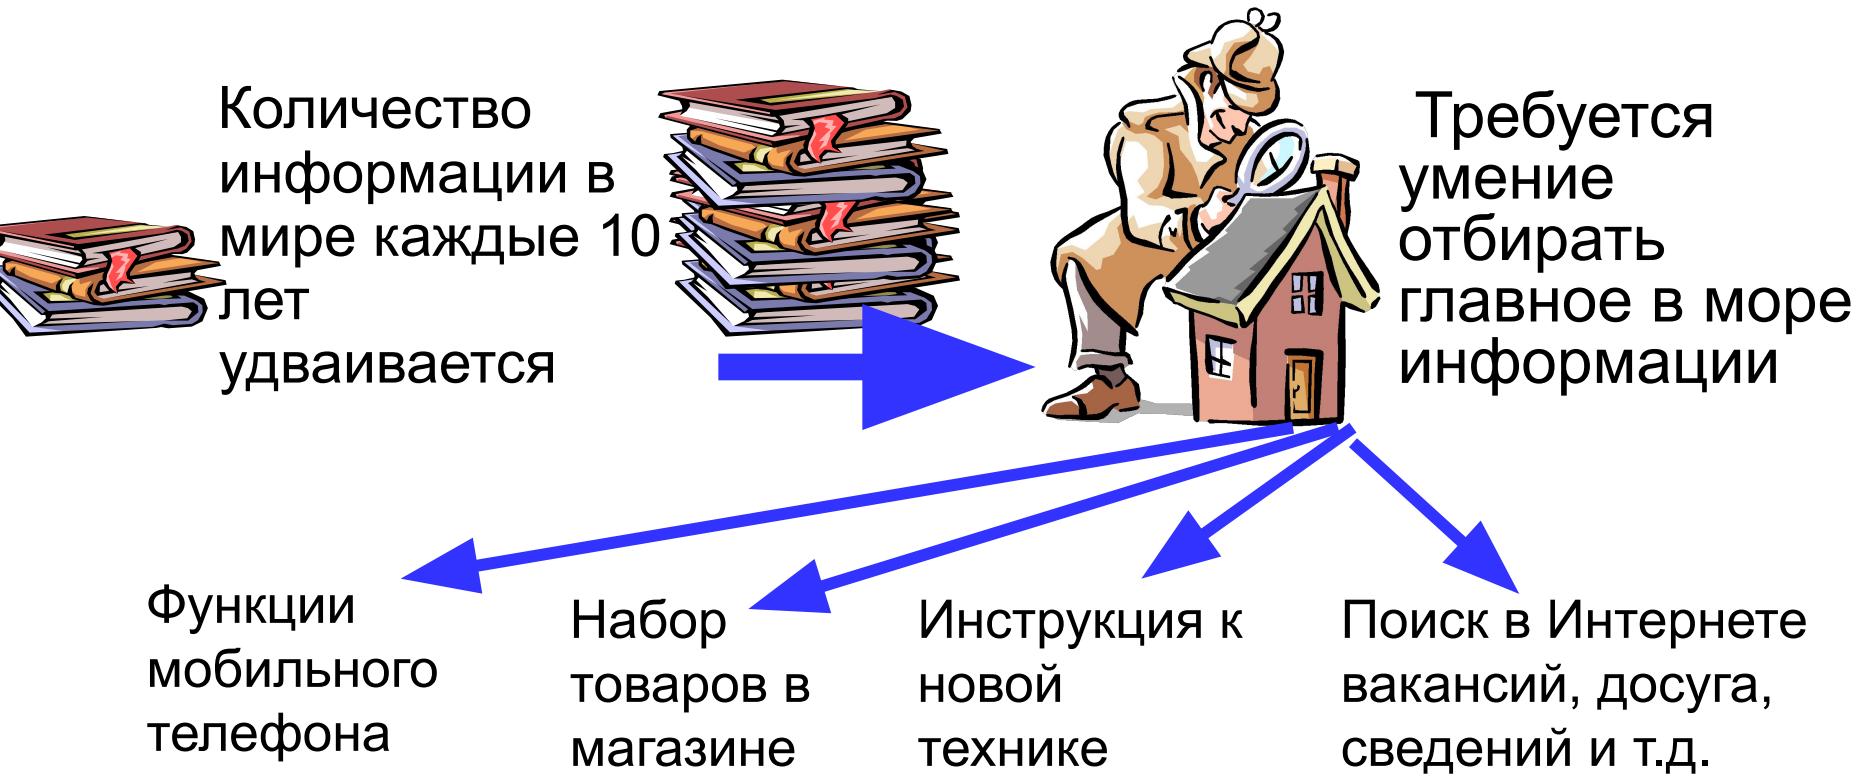 Количество
информации в
мире каждые 10
лет
удваивается
Требуется
умение
отбирать
главное в море
информации
Функции
мобильного
телефона
Набор
товаров в
магазине
Инструкция к
новой
технике
Поиск в Интернете
вакансий, досуга,
сведений и т.д.